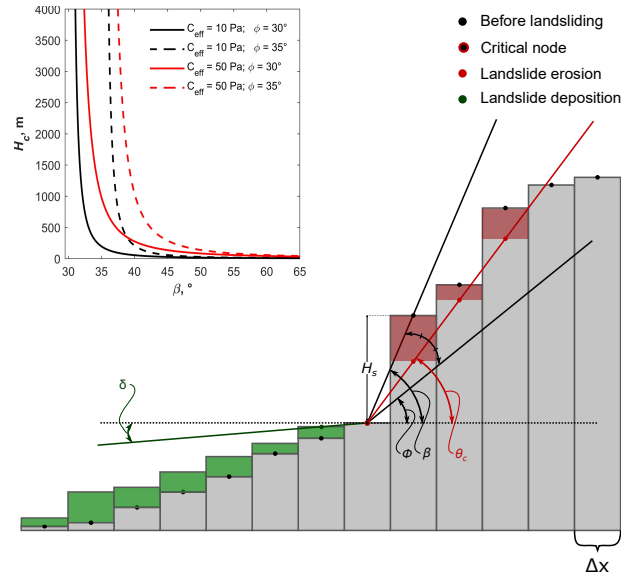 4000
3500
3000
2500
2000
1500
1000
500
0
H_c, m
30 35 40 45 50 55 60 65
β, °
C_eff = 10 Pa; ϕ = 30°
C_eff = 10 Pa; ϕ = 35°
C_eff = 50 Pa; ϕ = 30°
C_eff = 50 Pa; ϕ = 35°
Before landsliding
Critical node
Landslide erosion
Landslide deposition
H_s
δ
Φ β θ_c
Δx